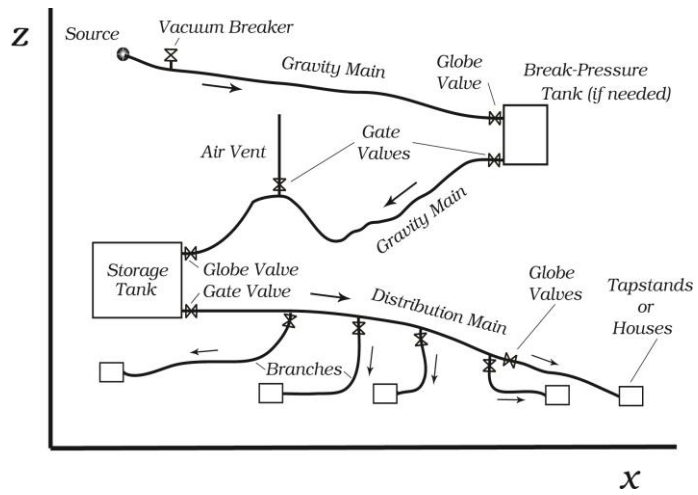 z
Source
Vacuum Breaker
Gravity Main
Globe
Valve
Break-Pressure
Tank (if needed)
Air Vent
Gate
Valves
Gravity Main
Storage
Tank
Globe Valve
Gate Valve
Distribution Main
Globe
Valves
Tapstands
or
Houses
Branches
x